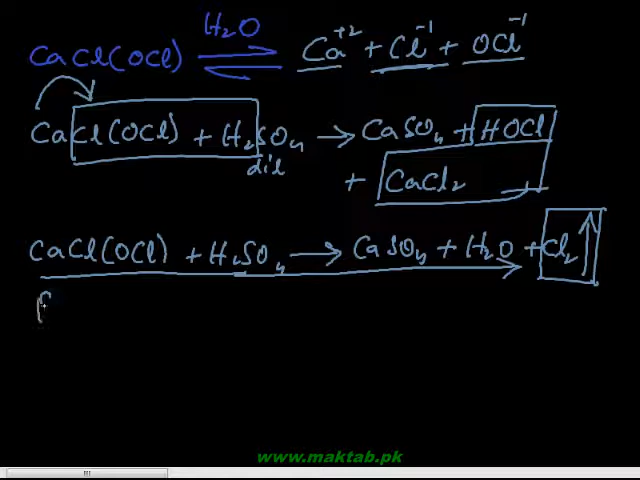 H₂O
CaCl(OCl) ⇌ Ca⁺² + Cl⁻¹ + OCl⁻¹
CaCl(OCl) + H₂SO₄ → CaSO₄ + HOCl
dil
+ CaCl₂
CaCl(OCl) + H₂SO₄ → CaSO₄ + H₂O + Cl₂ ↑
www.maktab.pk